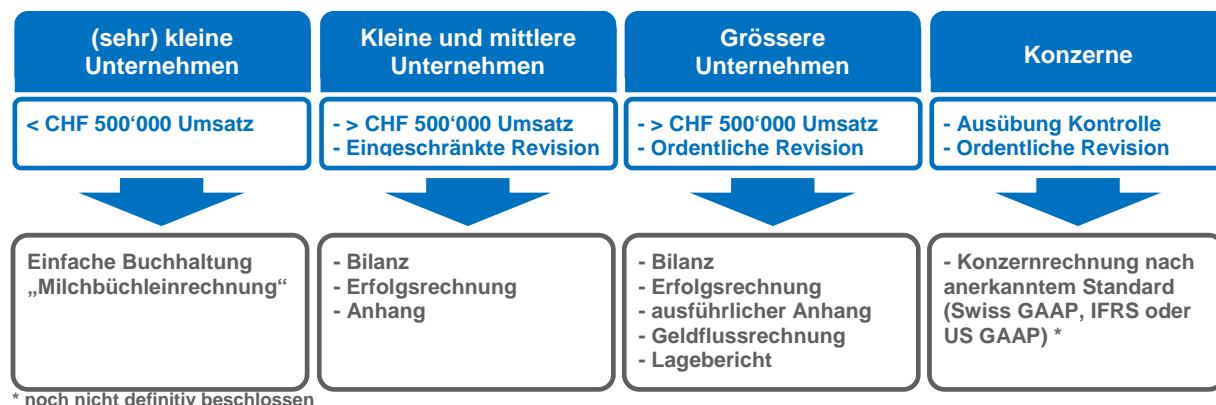 (sehr) kleine
Unternehmen
Kleine und mittlere
Unternehmen
Grössere
Unternehmen
Konzerne
< CHF 500‘000 Umsatz
- > CHF 500‘000 Umsatz
- Eingeschränkte Revision
- > CHF 500‘000 Umsatz
- Ordentliche Revision
- Ausübung Kontrolle
- Ordentliche Revision
Einfache Buchhaltung
„Milchbüchleinrechnung“
- Bilanz
- Erfolgsrechnung
- Anhang
- Bilanz
- Erfolgsrechnung
- ausführlicher Anhang
- Geldflussrechnung
- Lagebericht
- Konzernrechnung nach
anerkanntem Standard
(Swiss GAAP, IFRS oder
US GAAP) *
* noch nicht definitiv beschlossen